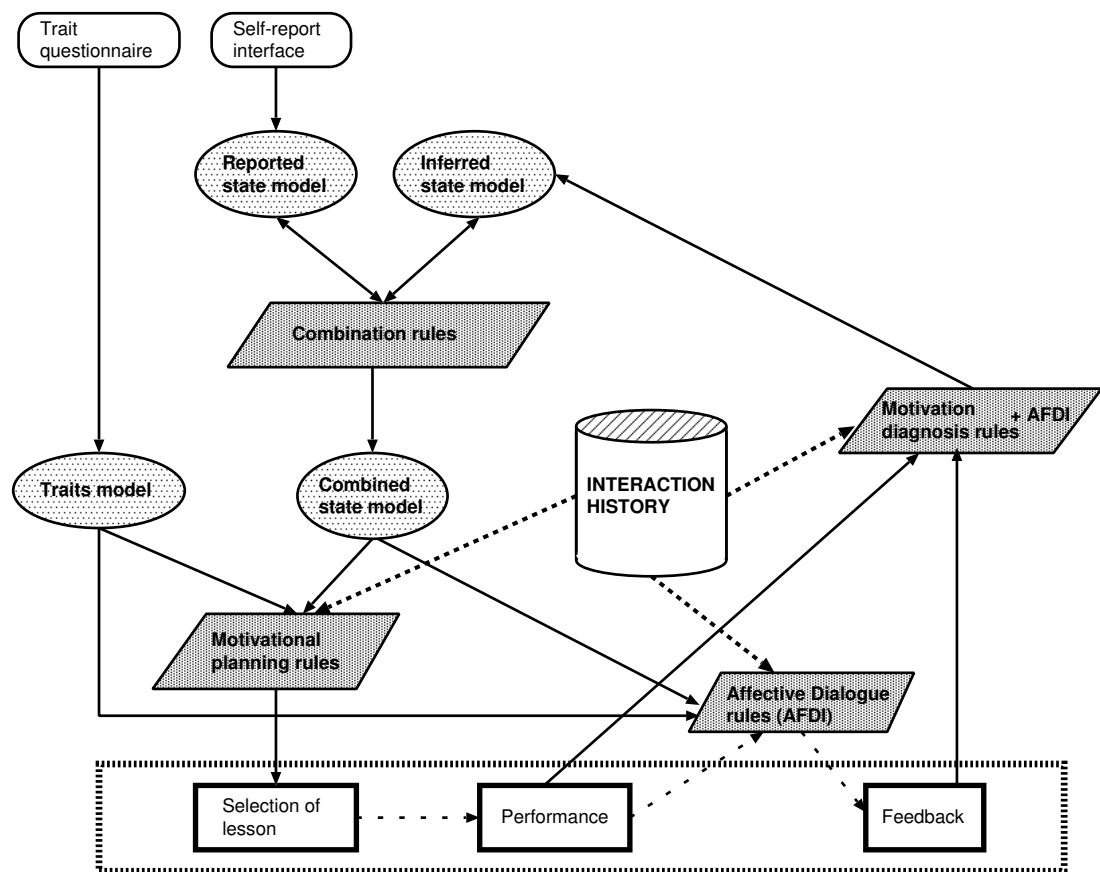 Trait
questionnaire
Self-report
interface
Reported
state model
Inferred
state model
Combination rules
Motivation
diagnosis rules
+ AFDI
INTERACTION
HISTORY
Traits model
Combined
state model
Motivational
planning rules
Affective Dialogue
rules (AFDI)
Selection of
lesson
Performance
Feedback